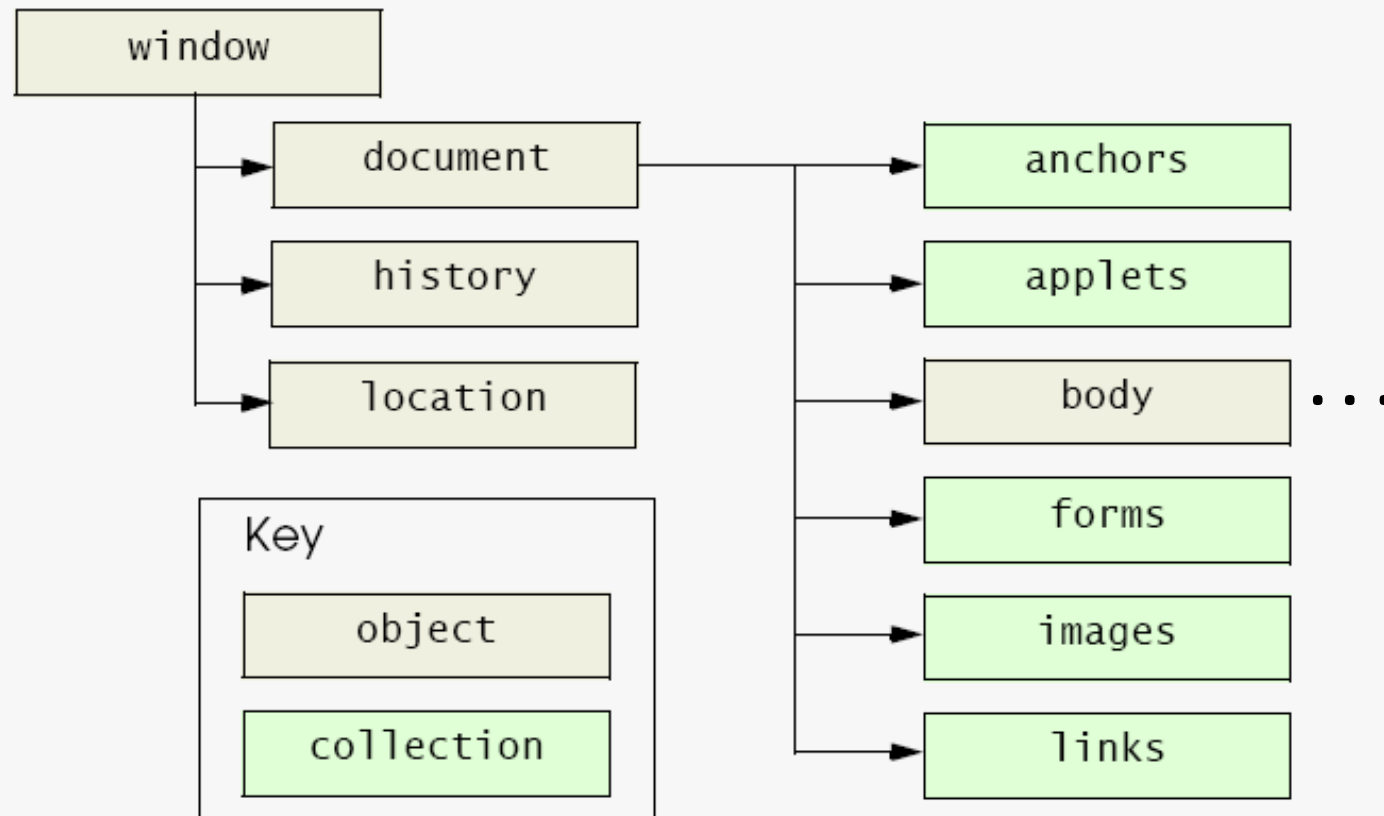 window
document
anchors
history
applets
location
body
. . .
forms
Key
object
images
collection
links